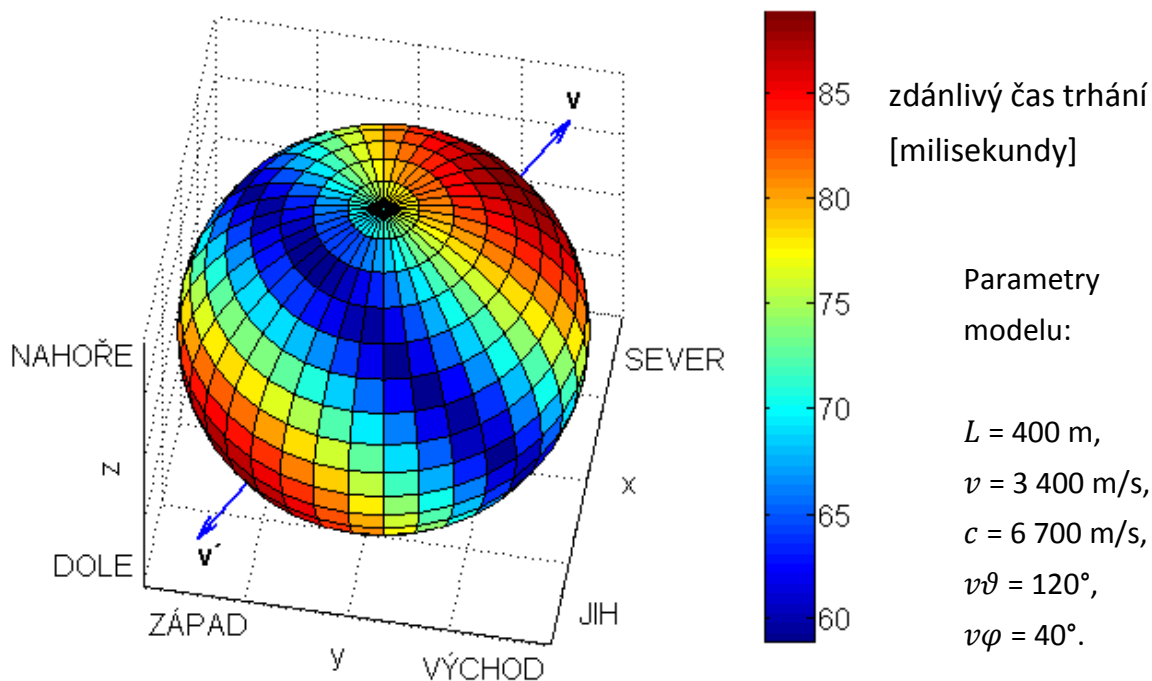 v
85
80
75
70
65
60
zdánlivý čas trhání
[milisekundy]
NAHOŘE
z
DOLE
v´
ZÁPAD
y
VÝCHOD
JIH
x
SEVER
Parametry
modelu:
L = 400 m,
v = 3 400 m/s,
c = 6 700 m/s,
vϑ = 120°,
vφ = 40°.